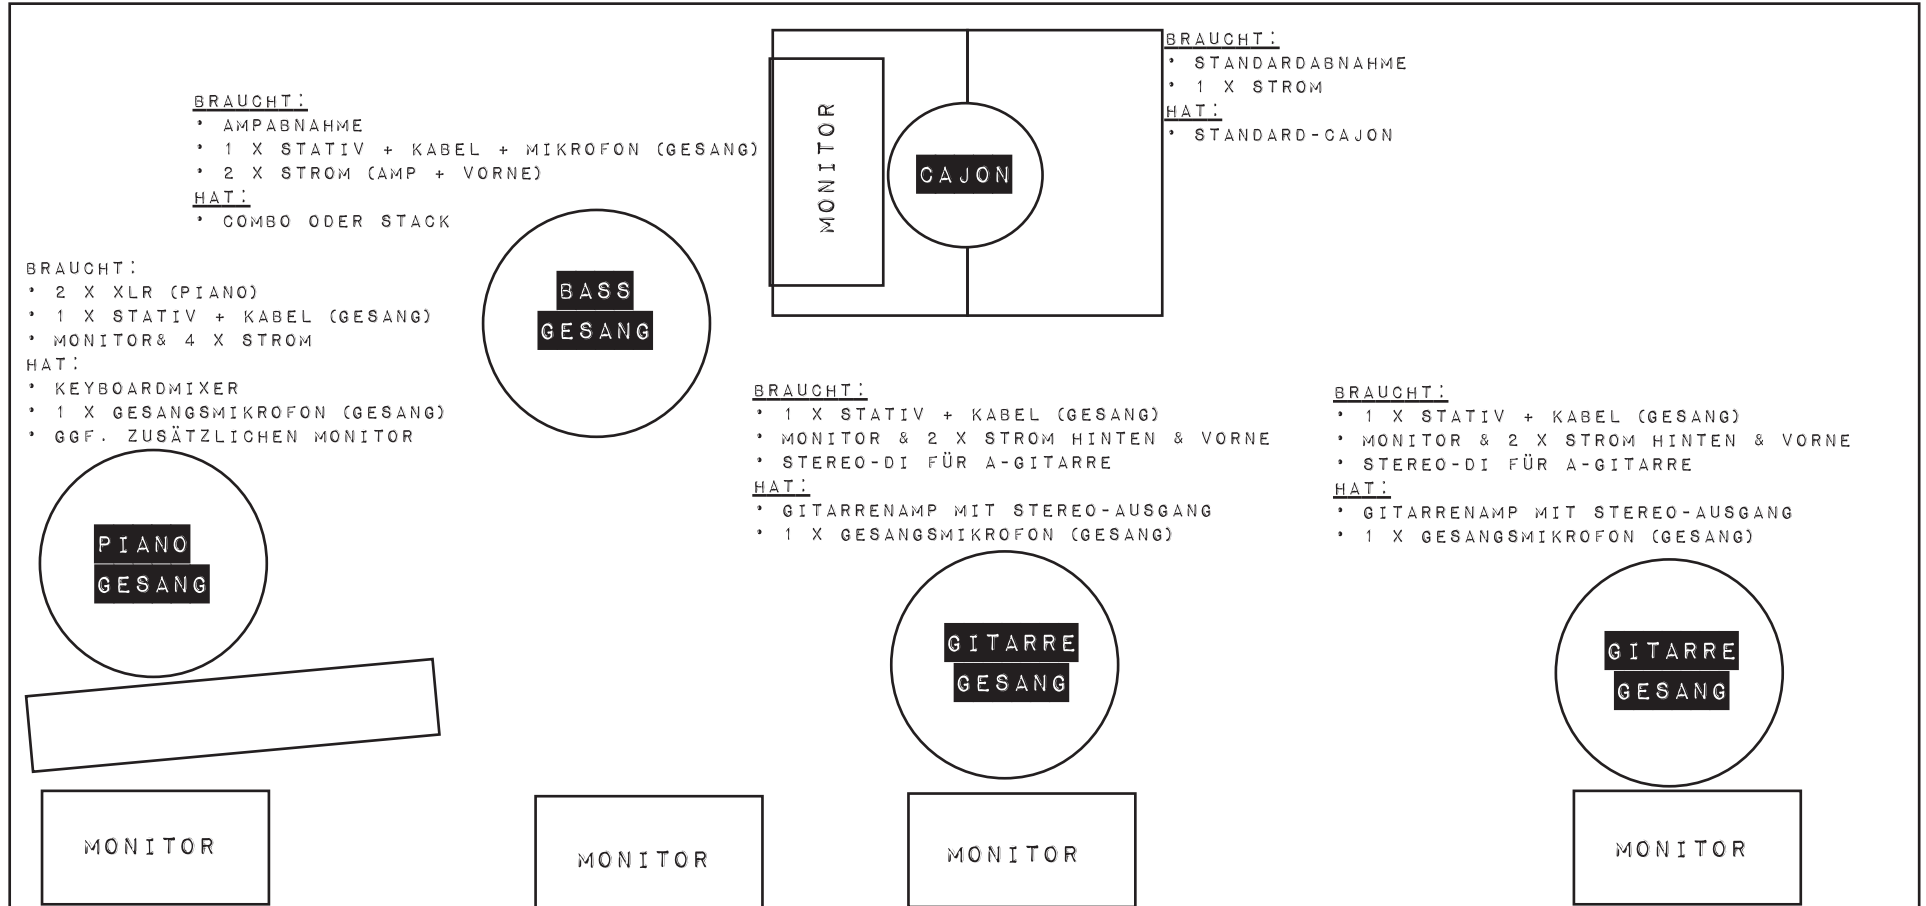 BRAUCHT:
• AMPABNAHME
• 1 X STATIV + KABEL + MIKROFON (GESANG)
• 2 X STROM (AMP + VORNE)
HAT:
• COMBO ODER STACK
BASS
GESANG
MONITOR
CAJON
BRAUCHT:
• STANDARDABNAHME
• 1 X STROM
HAT:
• STANDARD-CAJON
BRAUCHT:
• 2 X XLR (PIANO)
• 1 X STATIV + KABEL (GESANG)
• MONITOR& 4 X STROM
HAT:
• KEYBOARDMIXER
• 1 X GESANGSMIKROFON (GESANG)
• GGF. ZUSÄTZLICHEN MONITOR
PIANO
GESANG
BRAUCHT:
• 1 X STATIV + KABEL (GESANG)
• MONITOR & 2 X STROM HINTEN & VORNE
• STEREO-DI FÜR A-GITARRE
HAT:
• GITARRENAMP MIT STEREO-AUSGANG
• 1 X GESANGSMIKROFON (GESANG)
GITARRE
GESANG
BRAUCHT:
• 1 X STATIV + KABEL (GESANG)
• MONITOR & 2 X STROM HINTEN & VORNE
• STEREO-DI FÜR A-GITARRE
HAT:
• GITARRENAMP MIT STEREO-AUSGANG
• 1 X GESANGSMIKROFON (GESANG)
GITARRE
GESANG
MONITOR
MONITOR
MONITOR
MONITOR